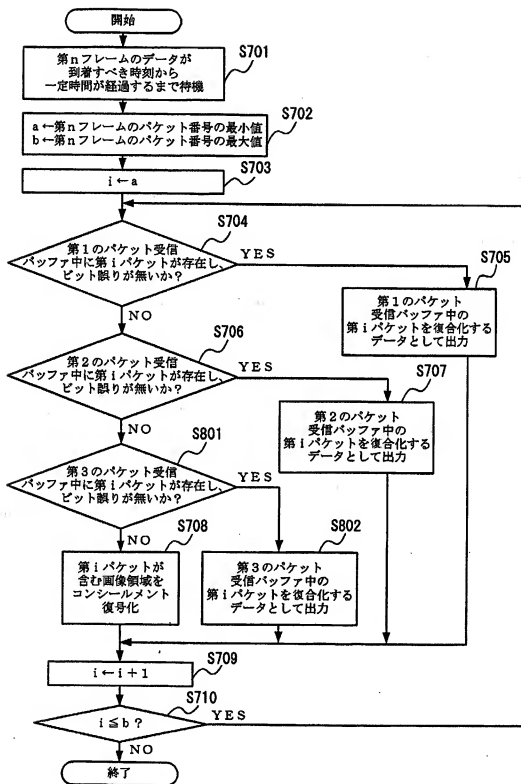 開始
S701
第nフレームのデータが
到着すべき時刻から
一定時間が経過するまで待機
S702
a←第nフレームのパケット番号の最小値
b←第nフレームのパケット番号の最大値
S703
i←a
S704
第1のパケット受信
バッファ中に第iパケットが存在し、
ビット誤りが無いか？
YES
NO
S705
第1のパケット
受信バッファ中の
第iパケットを復合化する
データとして出力
S706
第2のパケット受信
バッファ中に第iパケットが存在し、
ビット誤りが無いか？
YES
NO
S707
第2のパケット
受信バッファ中の
第iパケットを復合化する
データとして出力
S801
第3のパケット受信
バッファ中に第iパケットが存在し、
ビット誤りが無いか？
YES
NO
S708
第iパケットが
含む画像領域を
コンシールメント
復号化
S802
第3のパケット
受信バッファ中の
第iパケットを復合化する
データとして出力
S709
i←i＋1
S710
i≦b？
YES
NO
終了